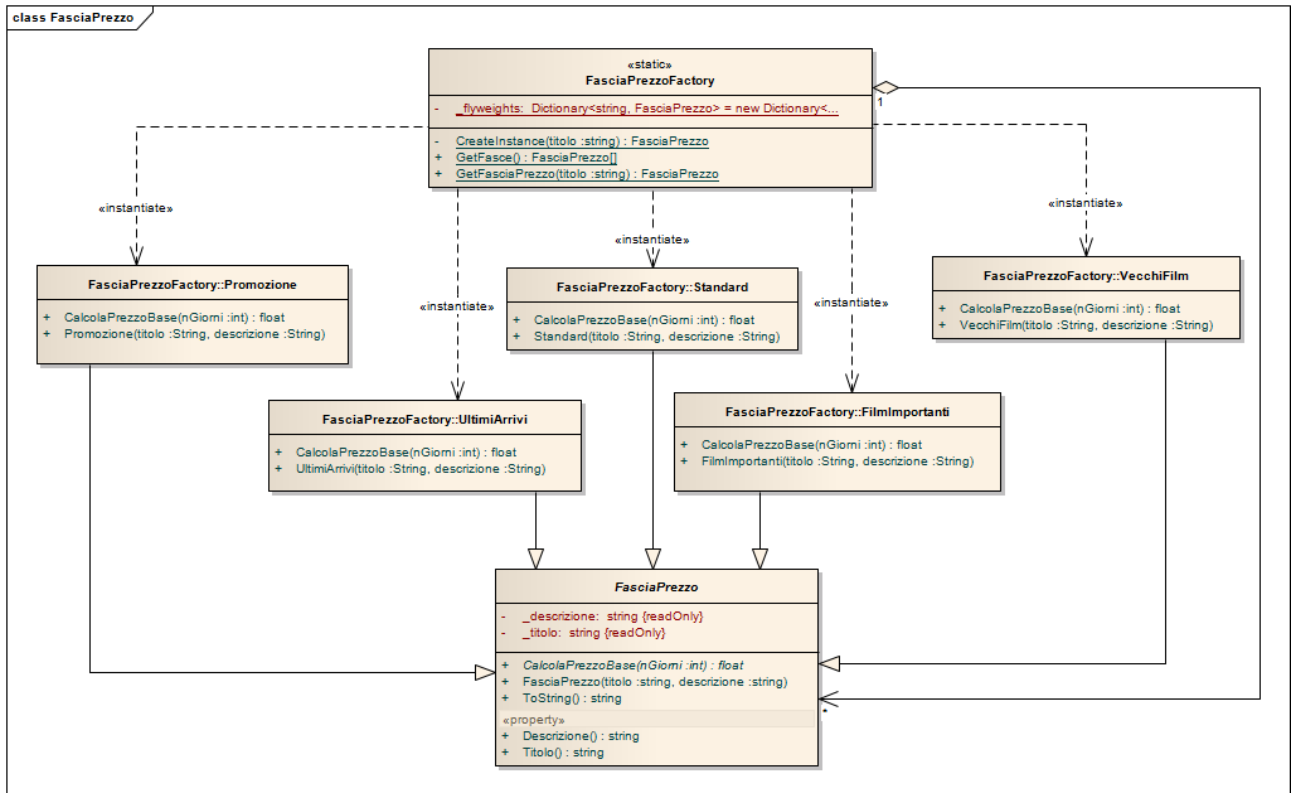 class FasciaPrezzo
«static»
FasciaPrezzoFactory
- _flyweights: Dictionary<string, FasciaPrezzo> = new Dictionary<...
- CreateInstance(titolo :string) : FasciaPrezzo
+ GetFasce() : FasciaPrezzo[]
+ GetFasciaPrezzo(titolo :string) : FasciaPrezzo
1
«instantiate»
«instantiate»
«instantiate»
«instantiate»
«instantiate»
FasciaPrezzoFactory::Promozione
+ CalcolaPrezzoBase(nGiorni :int) : float
+ Promozione(titolo :String, descrizione :String)
FasciaPrezzoFactory::Standard
+ CalcolaPrezzoBase(nGiorni :int) : float
+ Standard(titolo :String, descrizione :String)
FasciaPrezzoFactory::VecchiFilm
+ CalcolaPrezzoBase(nGiorni :int) : float
+ VecchiFilm(titolo :String, descrizione :String)
FasciaPrezzoFactory::UltimiArrivi
+ CalcolaPrezzoBase(nGiorni :int) : float
+ UltimiArrivi(titolo :String, descrizione :String)
FasciaPrezzoFactory::FilmImportanti
+ CalcolaPrezzoBase(nGiorni :int) : float
+ FilmImportanti(titolo :String, descrizione :String)
FasciaPrezzo
- _descrizione: string {readOnly}
- _titolo: string {readOnly}
+ CalcolaPrezzoBase(nGiorni :int) : float
+ FasciaPrezzo(titolo :string, descrizione :string)
+ ToString() : string
«property»
+ Descrizione() : string
+ Titolo() : string
*